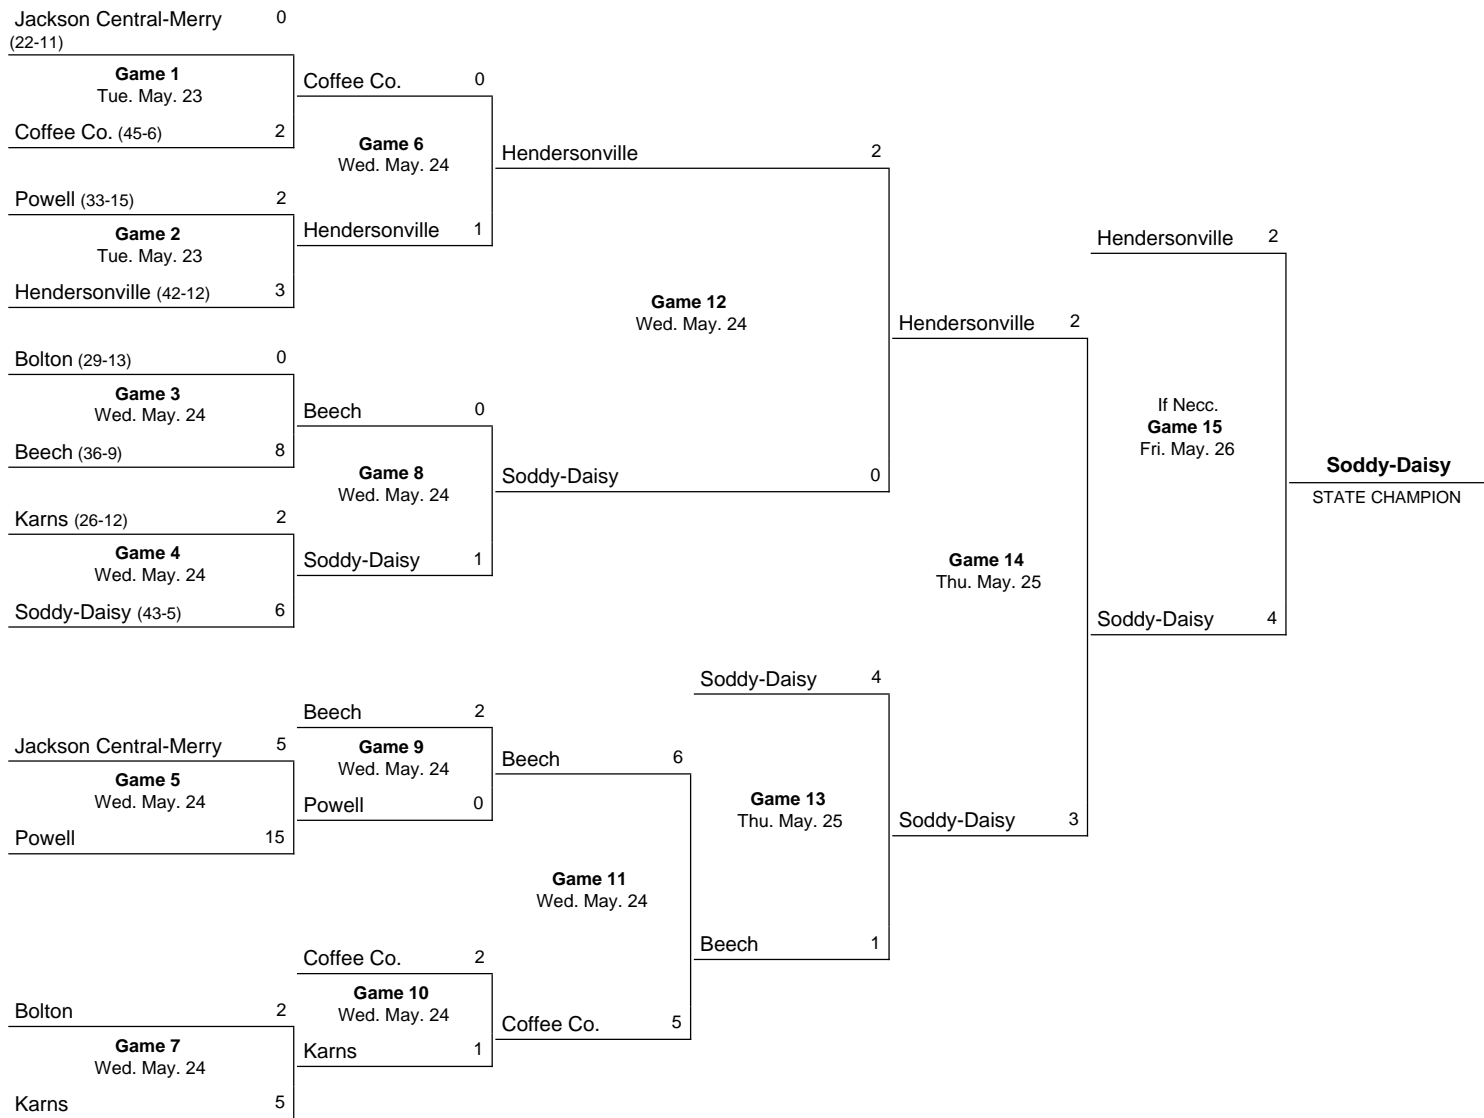 Jackson Central-Merry 0
(22-11)
Game 1
Tue. May. 23
Coffee Co. (45-6) 2
Powell (33-15) 2
Game 2
Tue. May. 23
Hendersonville (42-12) 3
Bolton (29-13) 0
Game 3
Wed. May. 24
Beech (36-9) 8
Karns (26-12) 2
Game 4
Wed. May. 24
Soddy-Daisy (43-5) 6
Jackson Central-Merry 5
Game 5
Wed. May. 24
Powell 15
Bolton 2
Game 7
Wed. May. 24
Karns 5
Coffee Co. 0
Game 6
Wed. May. 24
Hendersonville 1
Beech 0
Game 8
Wed. May. 24
Soddy-Daisy 1
Beech 2
Game 9
Wed. May. 24
Powell 0
Coffee Co. 2
Game 10
Wed. May. 24
Karns 1
Hendersonville 2
Game 12
Wed. May. 24
Soddy-Daisy 0
Beech 6
Game 11
Wed. May. 24
Coffee Co. 5
Soddy-Daisy 4
Game 13
Thu. May. 25
Beech 1
Hendersonville 2
Game 14
Thu. May. 25
Soddy-Daisy 3
Hendersonville 2
If Necc.
Game 15
Fri. May. 26
Soddy-Daisy 4
Soddy-Daisy
STATE CHAMPION